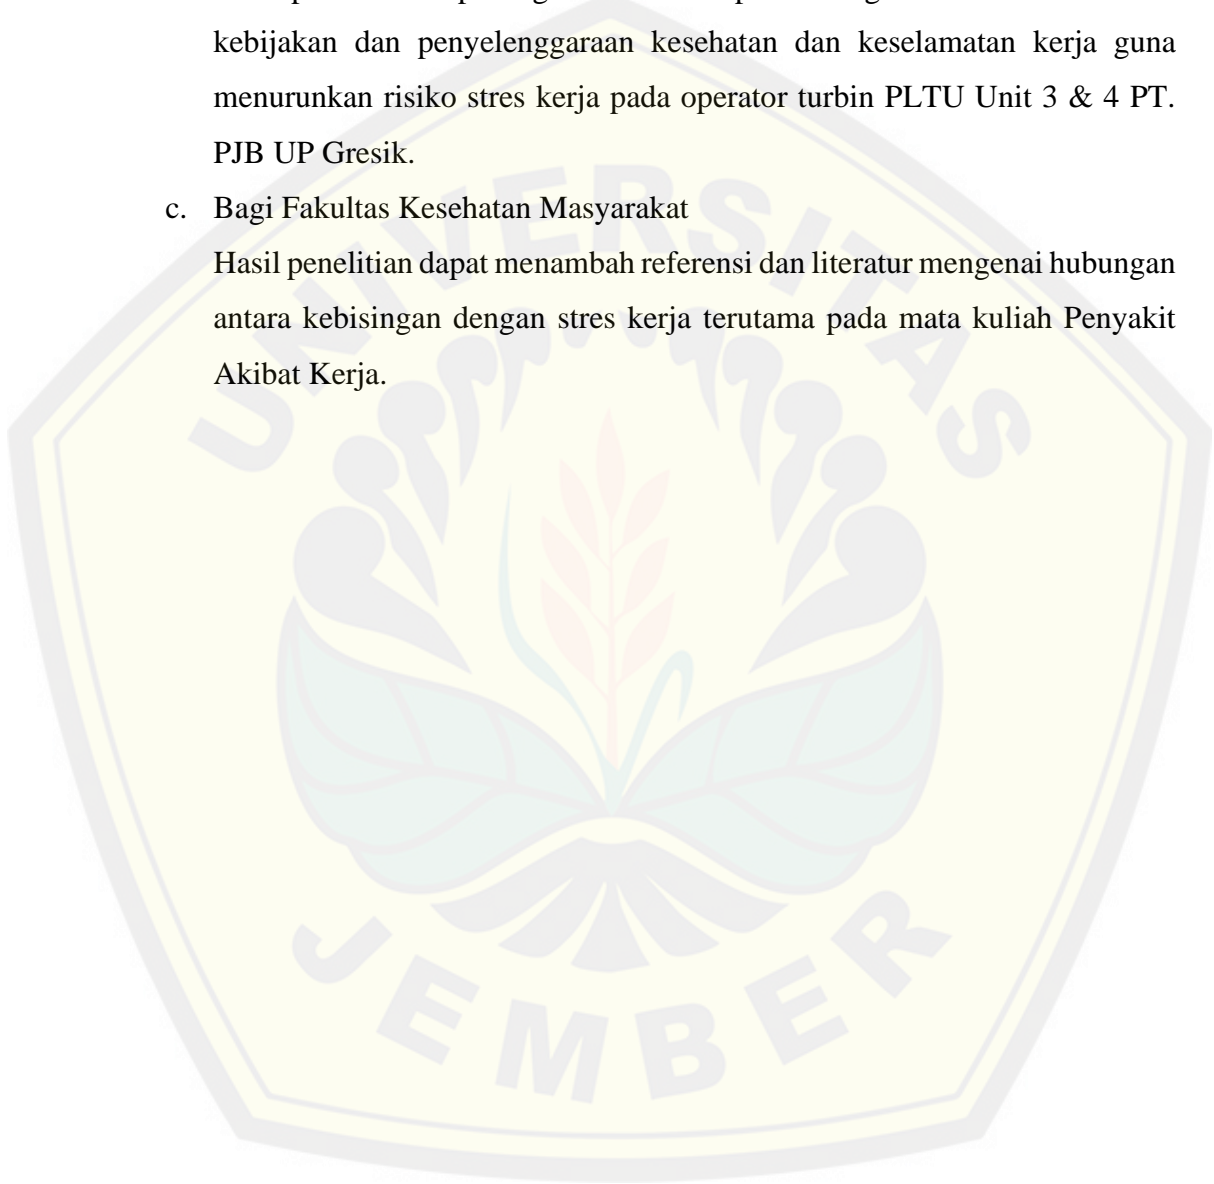 kebijakan dan penyelenggaraan kesehatan dan keselamatan kerja guna
menurunkan risiko stres kerja pada operator turbin PLTU Unit 3 & 4 PT.
PJB UP Gresik.
c. Bagi Fakultas Kesehatan Masyarakat
Hasil penelitian dapat menambah referensi dan literatur mengenai hubungan
antara kebisingan dengan stres kerja terutama pada mata kuliah Penyakit
Akibat Kerja.
UNIVERSITAS
JEMBER